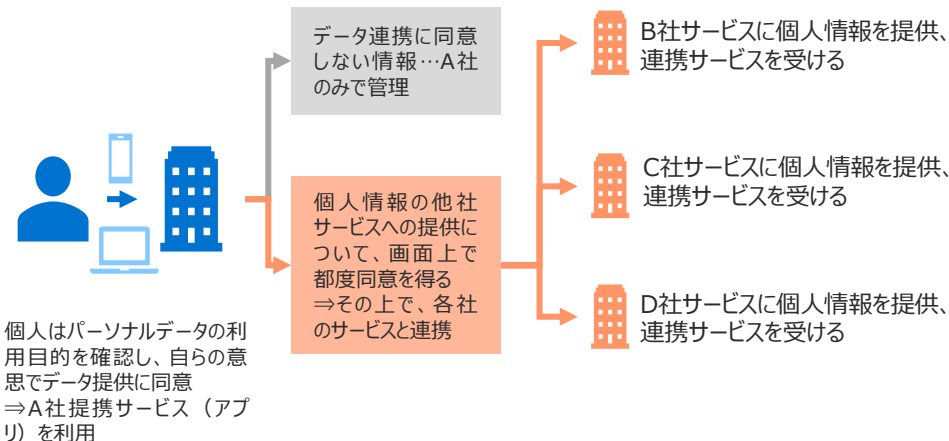 データ連携に同意
しない情報…A社
のみで管理
個人情報の他社
サービスへの提供に
ついて、画面上で
都度同意を得る
⇒その上で、各社
のサービスと連携
B社サービスに個人情報を提供、
連携サービスを受ける
C社サービスに個人情報を提供、
連携サービスを受ける
D社サービスに個人情報を提供、
連携サービスを受ける
個人はパーソナルデータの利
用目的を確認し、自らの意
思でデータ提供に同意
⇒A社提携サービス（アプ
リ）を利用